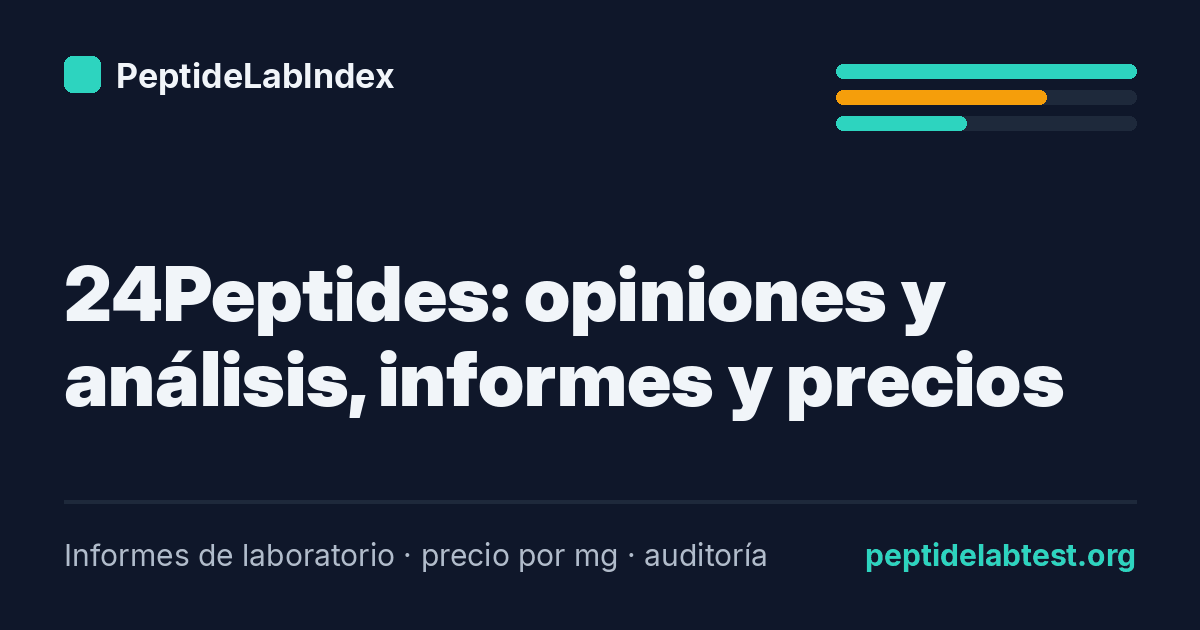 PeptideLabIndex
24Peptides: opiniones y
análisis, informes y precios
Informes de laboratorio · precio por mg · auditoría
peptidelabtest.org